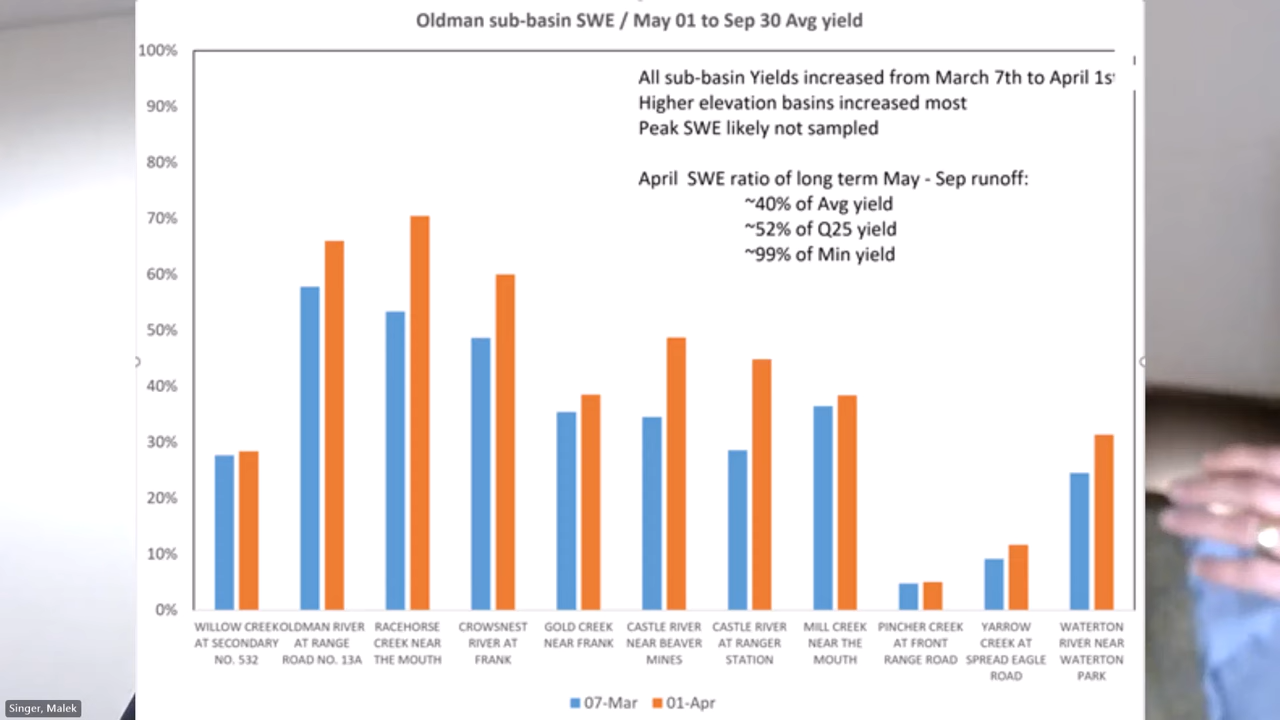 Oldman sub-basin SWE / May 01 to Sep 30 Avg yield
100%
90%
80%
70%
60%
50%
40%
30%
20%
10%
0%
All sub-basin Yields increased from March 7th to April 1st
Higher elevation basins increased most
Peak SWE likely not sampled
April SWE ratio of long term May - Sep runoff:
~40% of Avg yield
~52% of Q25 yield
~99% of Min yield
WILLOW CREEK
AT SECONDARY
NO. 532
OLDMAN RIVER
AT RANGE
ROAD NO. 13A
RACEHORSE
CREEK NEAR
THE MOUTH
CROWSNEST
RIVER AT
FRANK
GOLD CREEK
NEAR FRANK
CASTLE RIVER
NEAR BEAVER
MINES
CASTLE RIVER
AT RANGER
STATION
MILL CREEK
NEAR THE
MOUTH
PINCHER CREEK
AT FRONT
RANGE ROAD
YARROW
CREEK AT
SPREAD EAGLE
ROAD
WATERTON
RIVER NEAR
WATERTON
PARK
07-Mar
01-Apr
Singer, Malek